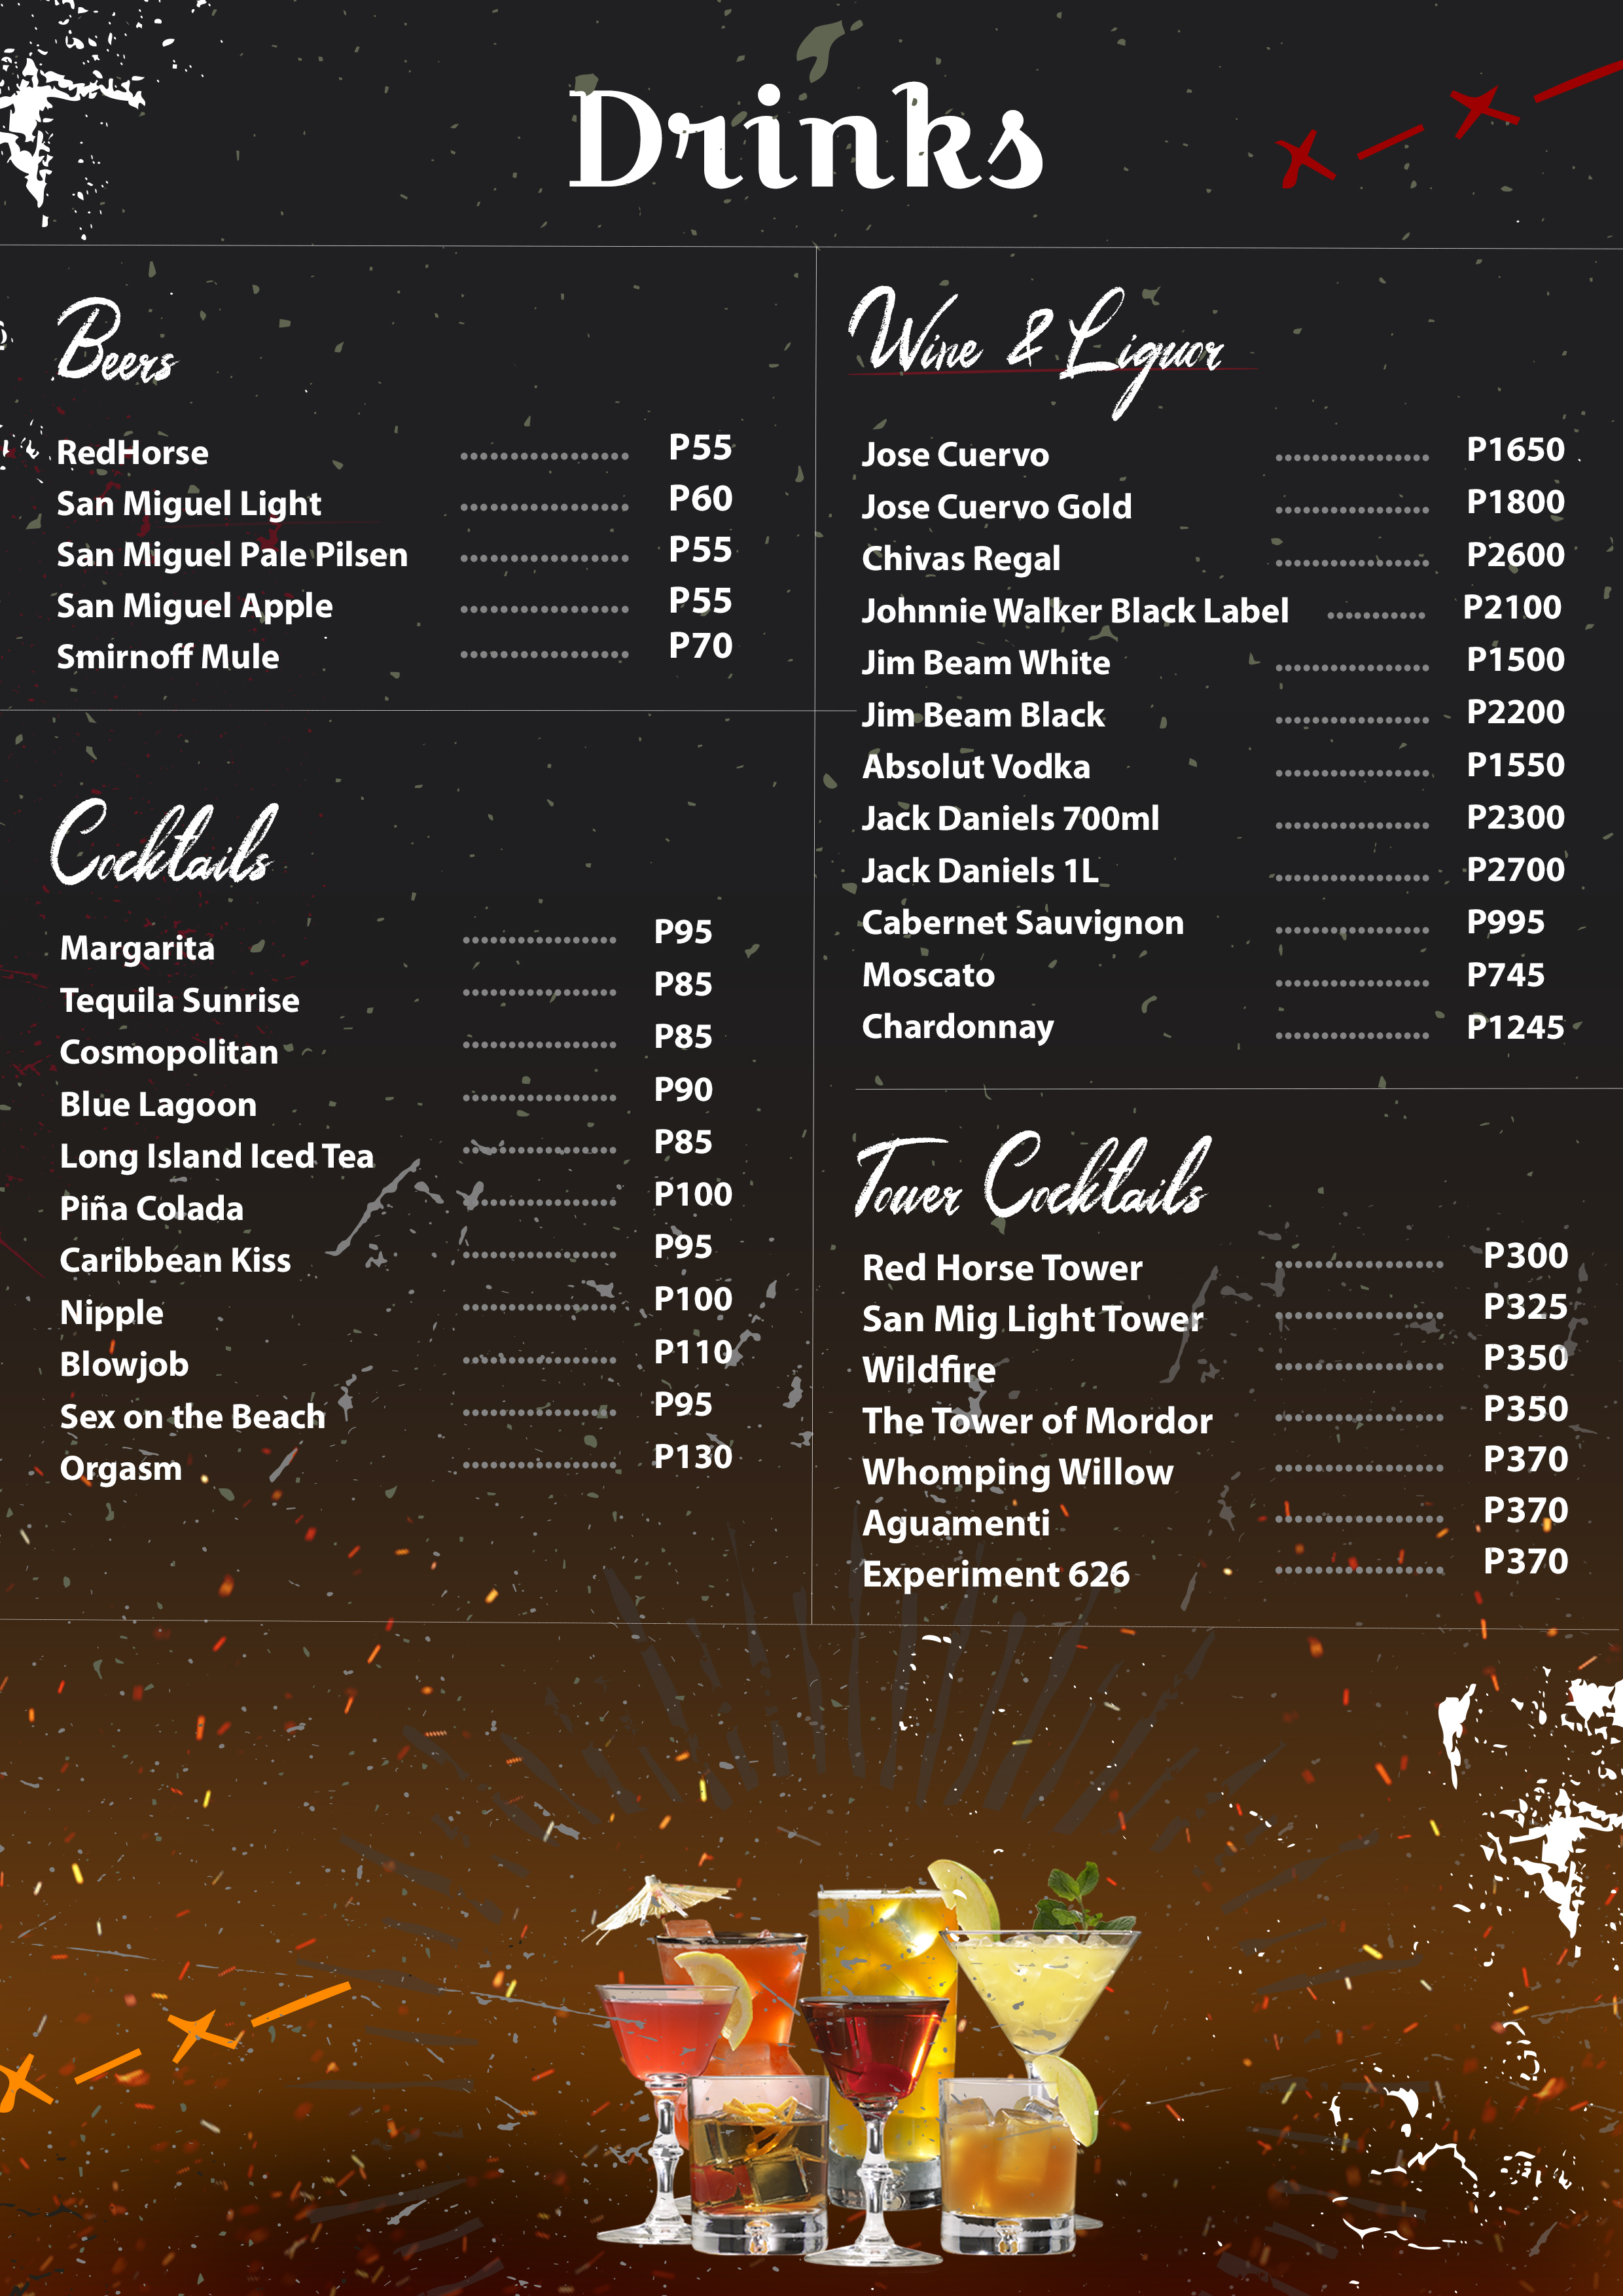 Drinks
Beers
RedHorse ................. P55
San Miguel Light ................. P60
San Miguel Pale Pilsen ................. P55
San Miguel Apple ................. P55
Smirnoff Mule ................. P70
Cocktails
Margarita ................. P95
Tequila Sunrise ................. P85
Cosmopolitan ................. P85
Blue Lagoon ................. P90
Long Island Iced Tea ................. P85
Piña Colada ................. P100
Caribbean Kiss ................. P95
Nipple ................. P100
Blowjob ................. P110
Sex on the Beach ................. P95
Orgasm ................. P130
Wine & Liquor
Jose Cuervo ................. P1650
Jose Cuervo Gold ................. P1800
Chivas Regal ................. P2600
Johnnie Walker Black Label ........... P2100
Jim Beam White ................. P1500
Jim Beam Black ................. P2200
Absolut Vodka ................. P1550
Jack Daniels 700ml ................. P2300
Jack Daniels 1L ................. P2700
Cabernet Sauvignon ................. P995
Moscato ................. P745
Chardonnay ................. P1245
Tower Cocktails
Red Horse Tower ................. P300
San Mig Light Tower ................. P325
Wildfire ................. P350
The Tower of Mordor ................. P350
Whomping Willow ................. P370
Aguamenti ................. P370
Experiment 626 ................. P370